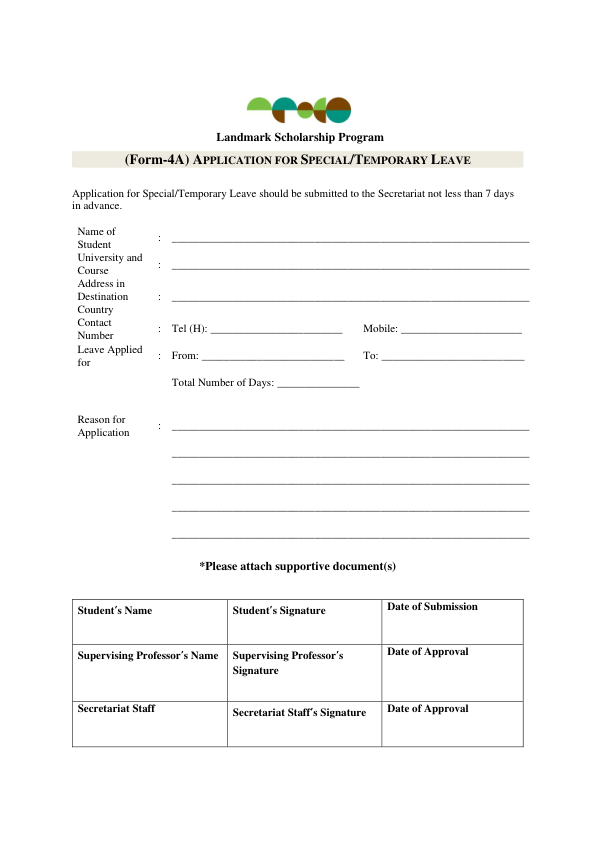 Landmark Scholarship Program
(Form-4A) APPLICATION FOR SPECIAL/TEMPORARY LEAVE
Application for Special/Temporary Leave should be submitted to the Secretariat not less than 7 days
in advance.
Name of
Student
: ____________________
University and
Course
: ____________________
Address in
Destination
Country
: ____________________
Contact
Number
: Tel (H): ____________________ Mobile: ____________________
Leave Applied
for
: From: ____________________ To: ____________________
Total Number of Days: _______________
Reason for
Application
: ____________________
____________________
____________________
____________________
____________________
*Please attach supportive document(s)
Student's Name Student's Signature Date of Submission
Supervising Professor's Name Supervising Professor's
Signature
Date of Approval
Secretariat Staff Secretariat Staff's Signature Date of Approval